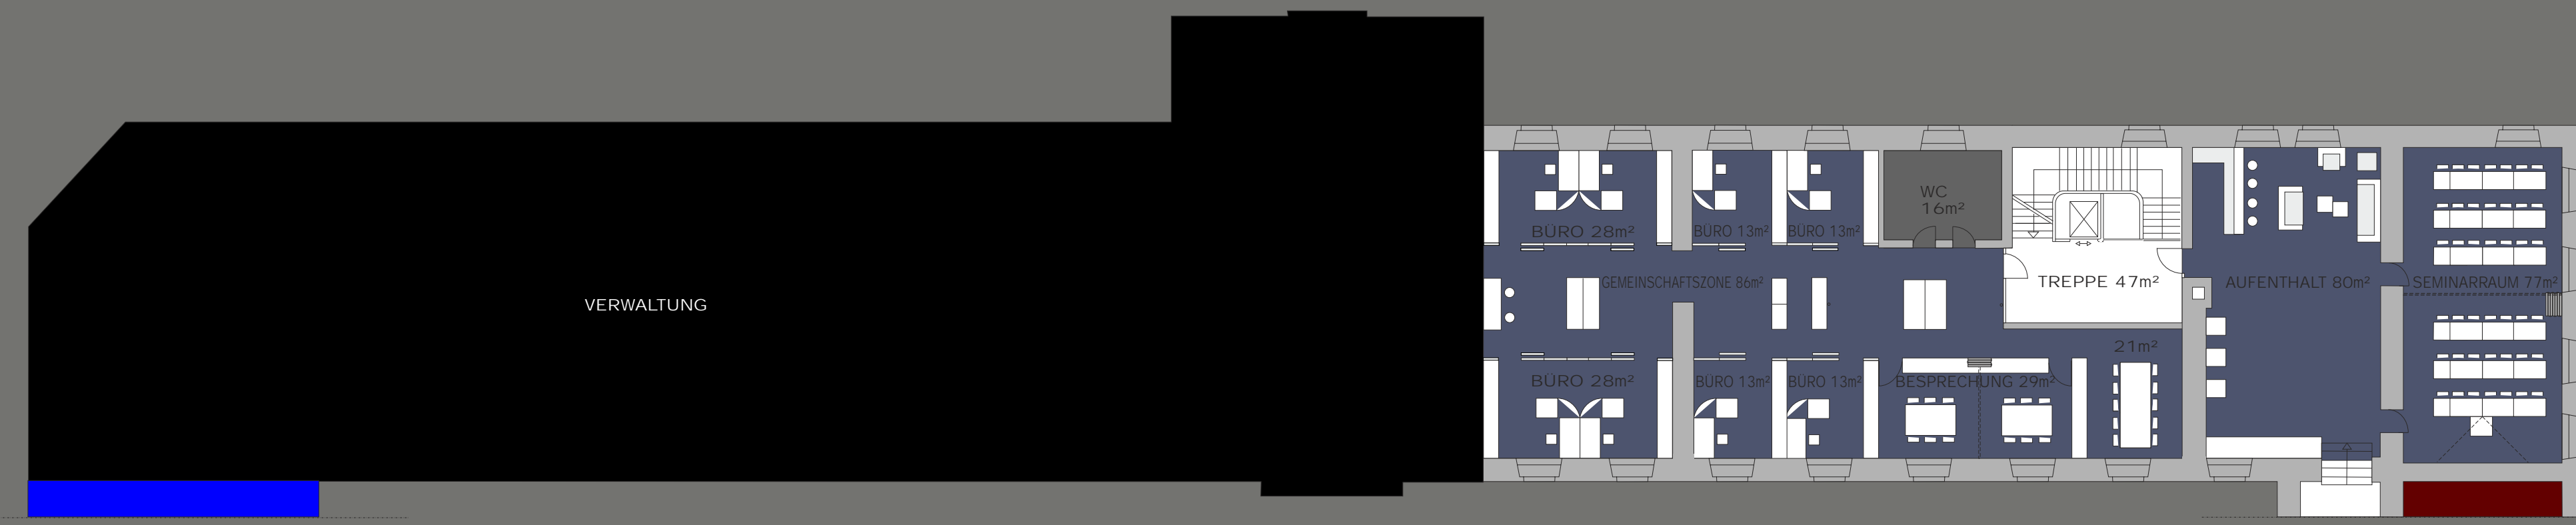 VERWALTUNG
BÜRO 28m²
BÜRO 13m²
BÜRO 13m²
WC
16m²
GEMEINSCHAFTSZONE 86m²
TREPPE 47m²
AUFENTHALT 80m²
SEMINARRAUM 77m²
21m²
BÜRO 28m²
BÜRO 13m²
BÜRO 13m²
BESPRECHUNG 29m²